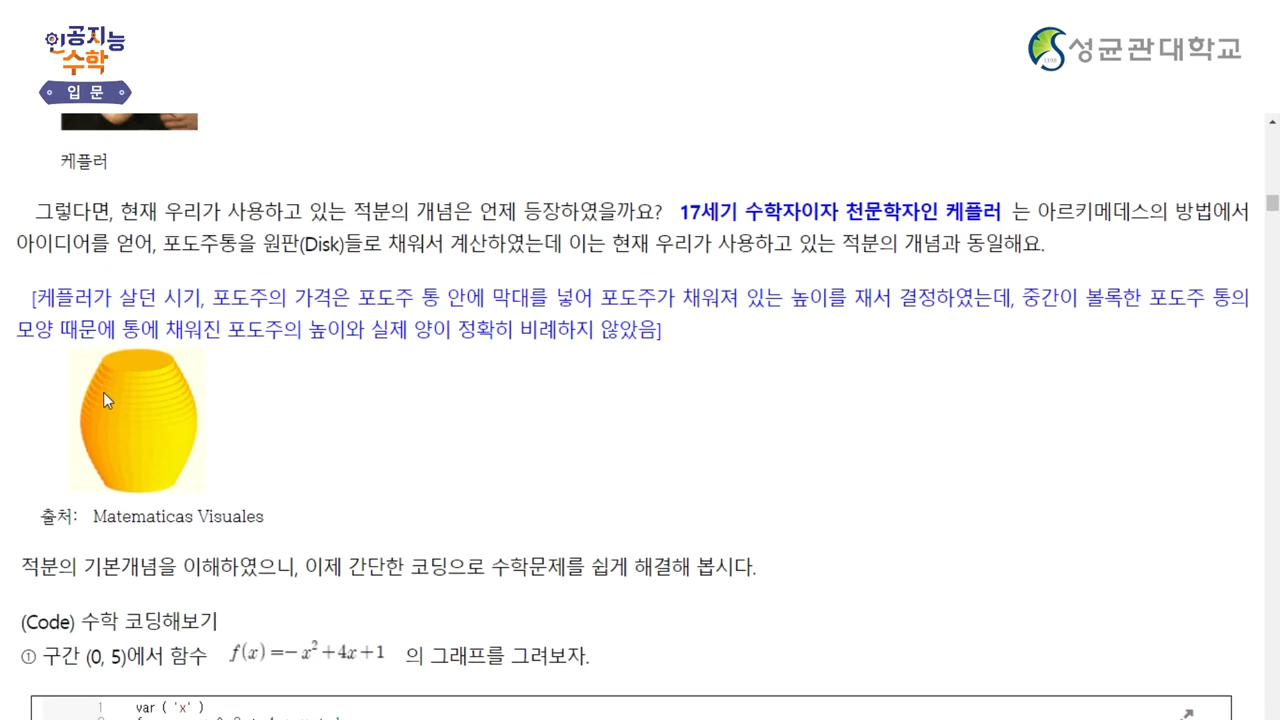 인공지능
수학
입 문
성균관대학교
1398
케플러
그렇다면, 현재 우리가 사용하고 있는 적분의 개념은 언제 등장하였을까요? 17세기 수학자이자 천문학자인 케플러 는 아르키메데스의 방법에서
아이디어를 얻어, 포도주통을 원판(Disk)들로 채워서 계산하였는데 이는 현재 우리가 사용하고 있는 적분의 개념과 동일해요.
[케플러가 살던 시기, 포도주의 가격은 포도주 통 안에 막대를 넣어 포도주가 채워져 있는 높이를 재서 결정하였는데, 중간이 볼록한 포도주 통의
모양 때문에 통에 채워진 포도주의 높이와 실제 양이 정확히 비례하지 않았음]
출처: Matematicas Visuales
적분의 기본개념을 이해하였으니, 이제 간단한 코딩으로 수학문제를 쉽게 해결해 봅시다.
(Code) 수학 코딩해보기
① 구간 (0, 5)에서 함수 f(x)=−x²+4x+1 의 그래프를 그려보자.
1 var ( 'x' )